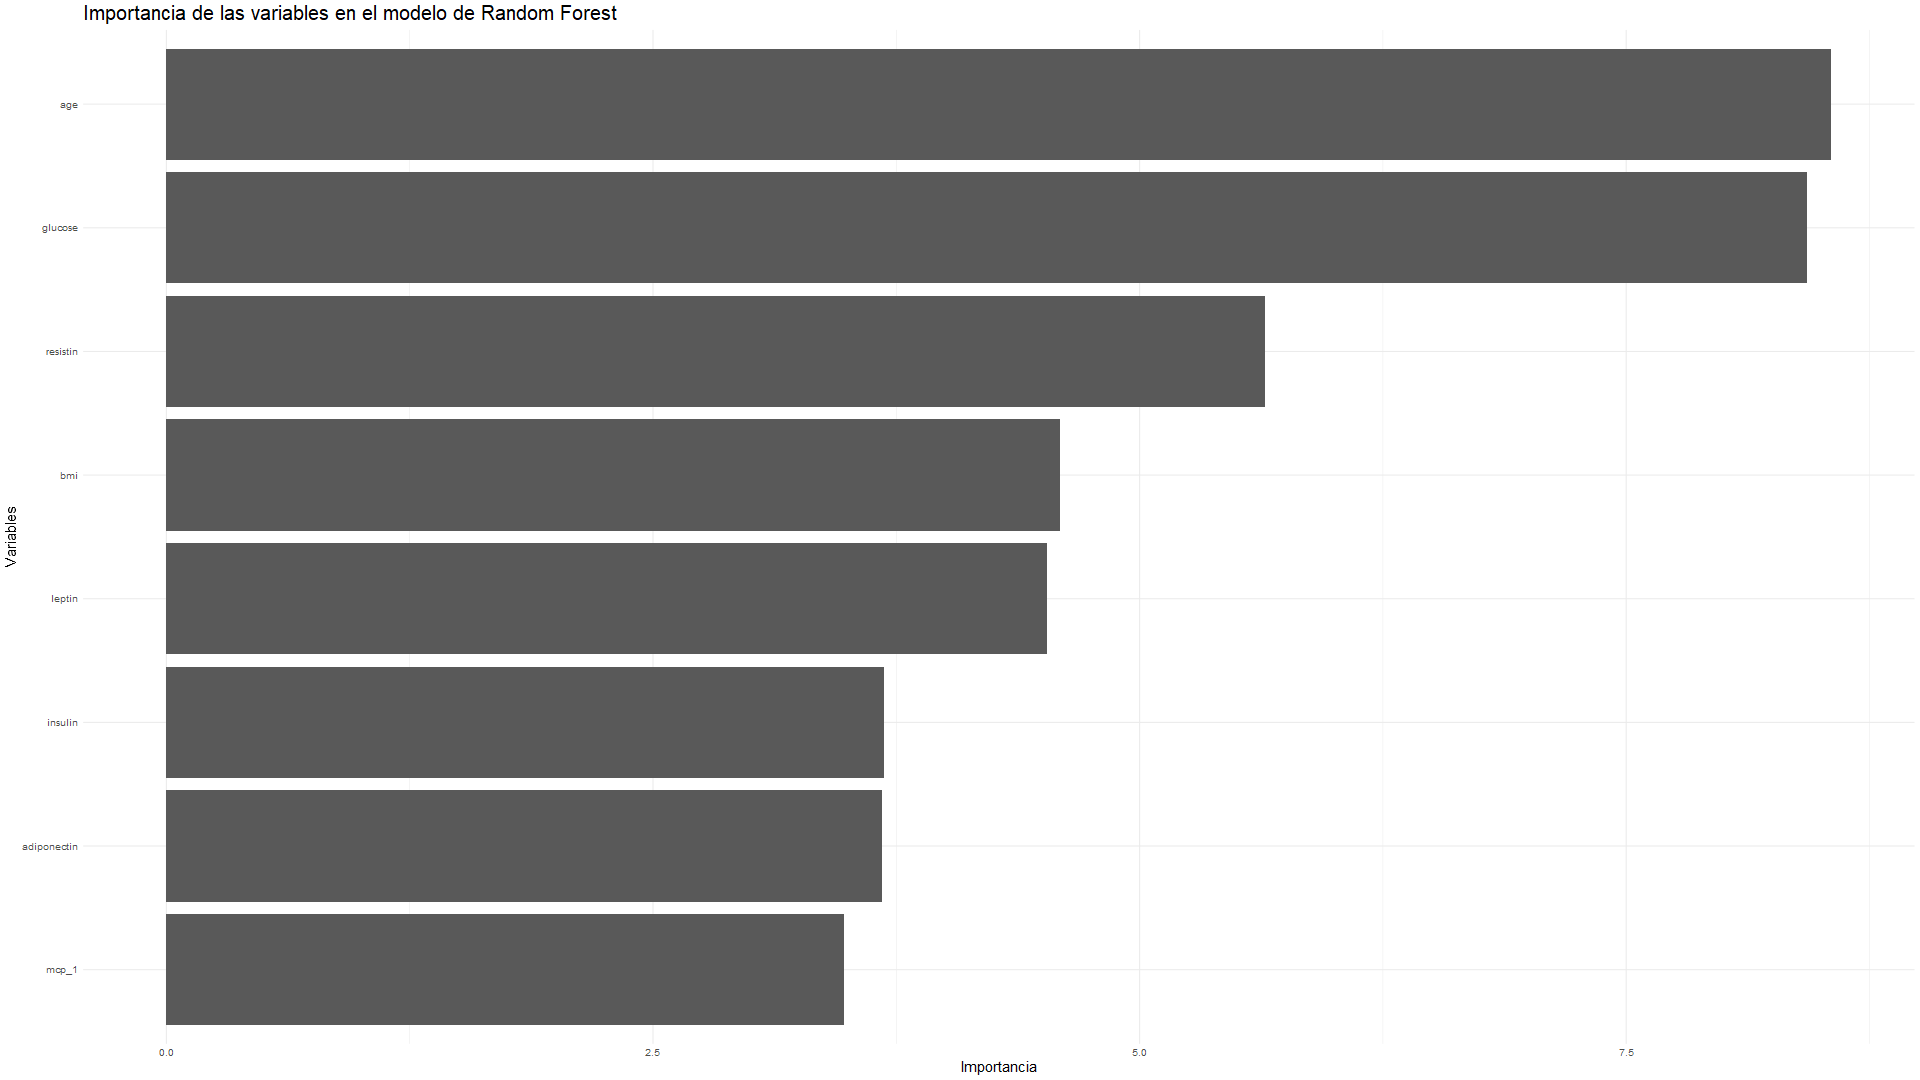 Importancia de las variables en el modelo de Random Forest
Variables
age
glucose
resistin
bmi
leptin
insulin
adiponectin
mcp_1
0.0 2.5 5.0 7.5
Importancia